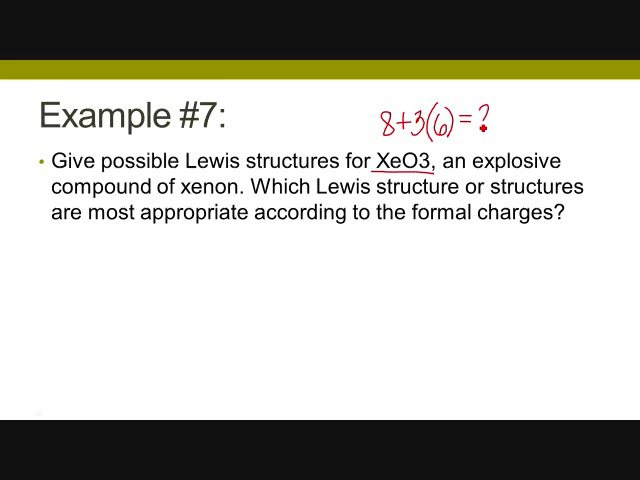 Example #7:
8+3(6)=?
• Give possible Lewis structures for XeO3, an explosive
compound of xenon. Which Lewis structure or structures
are most appropriate according to the formal charges?